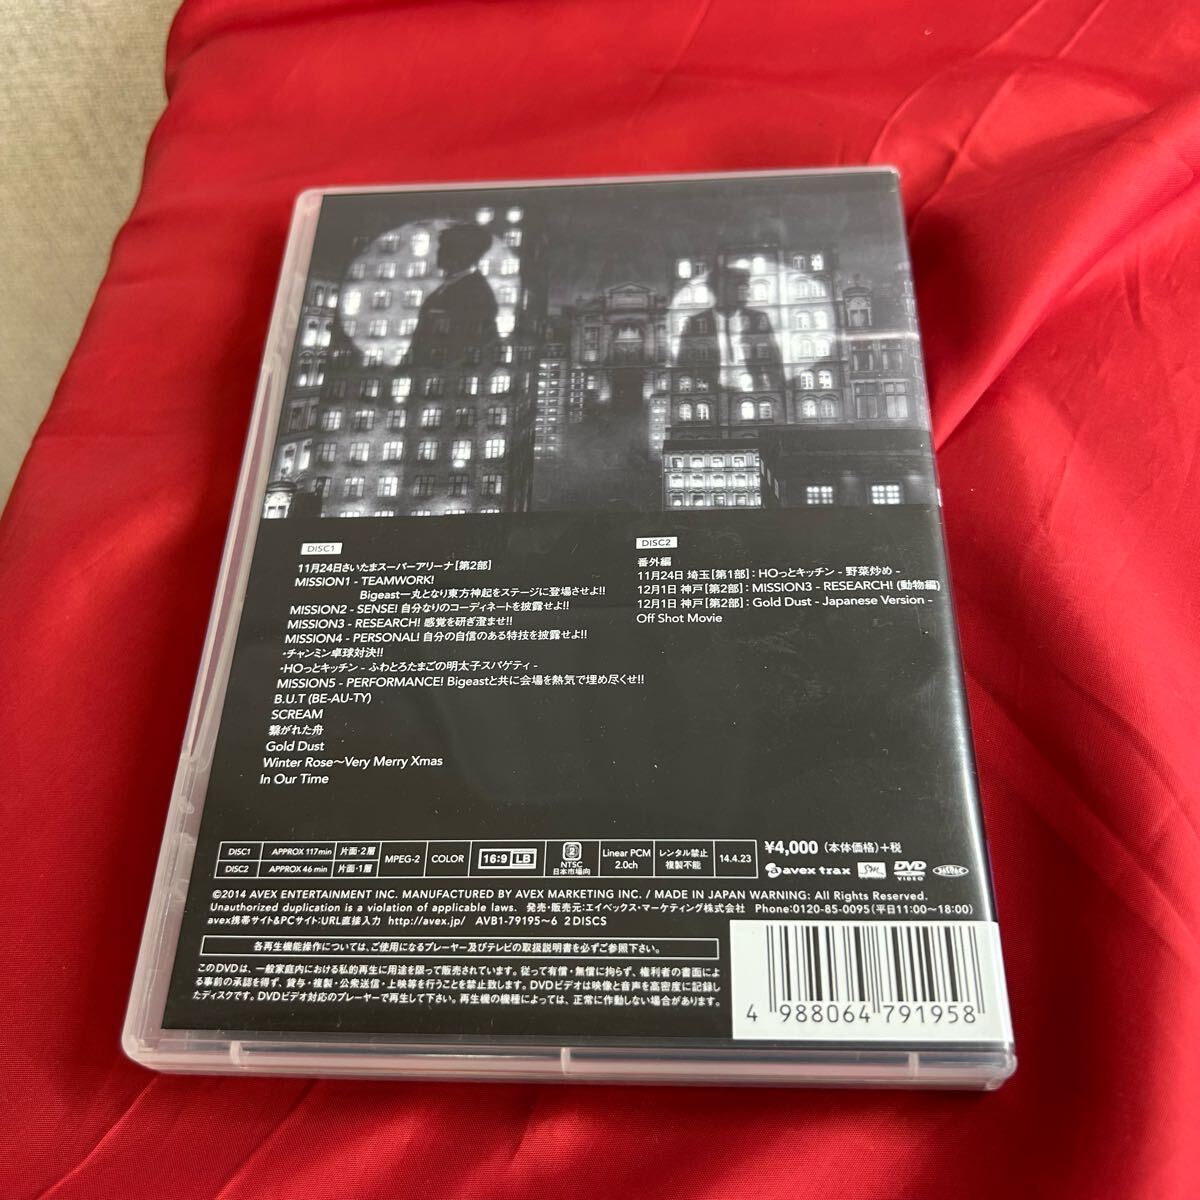 DISC1
11月24日さいたまスーパーアリーナ[第2部]
MISSION1 - TEAMWORK!
Bigeast一丸となり東方神起をステージに登場させよ!!
MISSION2 - SENSE! 自分なりのコーディネートを披露せよ!!
MISSION3 - RESEARCH! 感覚を研ぎ澄ませ!!
MISSION4 - PERSONAL! 自分の自信のある特技を披露せよ!!
・チャンミン卓球対決!!
・HOっとキッチン - ふわとろたまごの明太子スパゲティ -
MISSION5 - PERFORMANCE! Bigeastと共に会場を熱気で埋め尽くせ!!
B.U.T (BE-AU-TY)
SCREAM
繋がれた舟
Gold Dust
Winter Rose～Very Merry Xmas
In Our Time
DISC2
番外編
11月24日 埼玉[第1部]：HOっとキッチン - 野菜炒め -
12月1日 神戸[第2部]：MISSION3 - RESEARCH! (動物編)
12月1日 神戸[第2部]：Gold Dust - Japanese Version -
Off Shot Movie
DISC1 APPROX 117min 片面・2層
DISC2 APPROX 46min 片面・1層
MPEG-2
COLOR
16:9 LB
2
NTSC
日本市場向
Linear PCM
2.0ch
レンタル禁止
複製不能
14.4.23
¥4,000 (本体価格)+税
avex trax
DVD
VIDEO
JASRAC
©2014 AVEX ENTERTAINMENT INC. MANUFACTURED BY AVEX MARKETING INC. / MADE IN JAPAN WARNING: All Rights Reserved.
Unauthorized duplication is a violation of applicable laws. 発売・販売元:エイベックス・マーケティング株式会社 Phone:0120-85-0095(平日11:00～18:00)
avex携帯サイト&PCサイト:URL直接入力 http://avex.jp/ AVB1-79195～6 2DISCS
各再生機能操作については、ご使用になるプレーヤー及びテレビの取扱説明書を必ずご参照下さい。
このDVDは、一般家庭内における私的再生に用途を限って販売されています。従って有償・無償に拘らず、権利者の書面によ
る事前の承認を得ず、貸与・複製・公衆送信・上映等を行うことを禁止致します。DVDビデオは映像と音声を高密度に記録し
たディスクです。DVDビデオ対応のプレーヤーで再生して下さい。再生機の機種によっては、正常に作動しない場合があります。
4 988064 791958